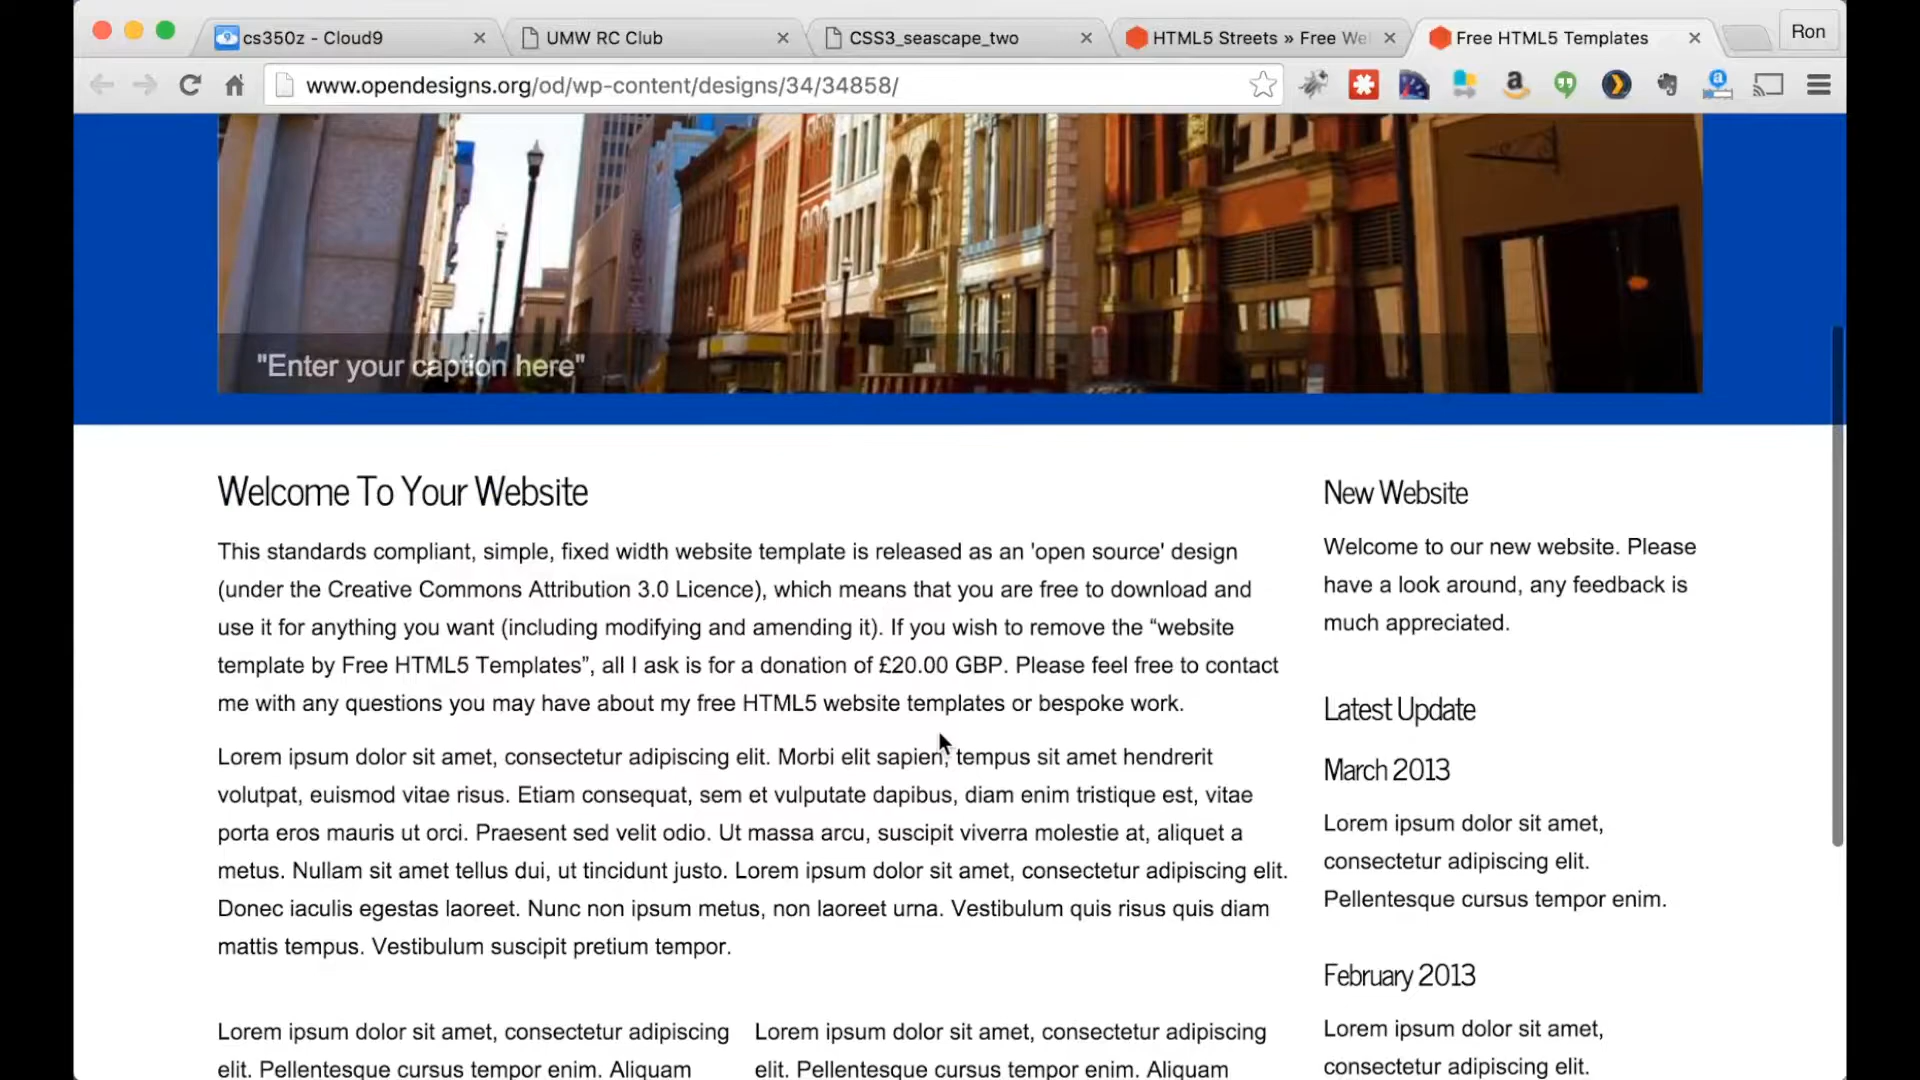 cs350z - Cloud9
UMW RC Club
CSS3_seascape_two
HTML5 Streets » Free We
Free HTML5 Templates
Ron
www.opendesigns.org/od/wp-content/designs/34/34858/
"Enter your caption here"
Welcome To Your Website
This standards compliant, simple, fixed width website template is released as an 'open source' design
(under the Creative Commons Attribution 3.0 Licence), which means that you are free to download and
use it for anything you want (including modifying and amending it). If you wish to remove the “website
template by Free HTML5 Templates”, all I ask is for a donation of £20.00 GBP. Please feel free to contact
me with any questions you may have about my free HTML5 website templates or bespoke work.
Lorem ipsum dolor sit amet, consectetur adipiscing elit. Morbi elit sapien, tempus sit amet hendrerit
volutpat, euismod vitae risus. Etiam consequat, sem et vulputate dapibus, diam enim tristique est, vitae
porta eros mauris ut orci. Praesent sed velit odio. Ut massa arcu, suscipit viverra molestie at, aliquet a
metus. Nullam sit amet tellus dui, ut tincidunt justo. Lorem ipsum dolor sit amet, consectetur adipiscing elit.
Donec iaculis egestas laoreet. Nunc non ipsum metus, non laoreet urna. Vestibulum quis risus quis diam
mattis tempus. Vestibulum suscipit pretium tempor.
Lorem ipsum dolor sit amet, consectetur adipiscing
elit. Pellentesque cursus tempor enim. Aliquam
Lorem ipsum dolor sit amet, consectetur adipiscing
elit. Pellentesque cursus tempor enim. Aliquam
New Website
Welcome to our new website. Please
have a look around, any feedback is
much appreciated.
Latest Update
March 2013
Lorem ipsum dolor sit amet,
consectetur adipiscing elit.
Pellentesque cursus tempor enim.
February 2013
Lorem ipsum dolor sit amet,
consectetur adipiscing elit.